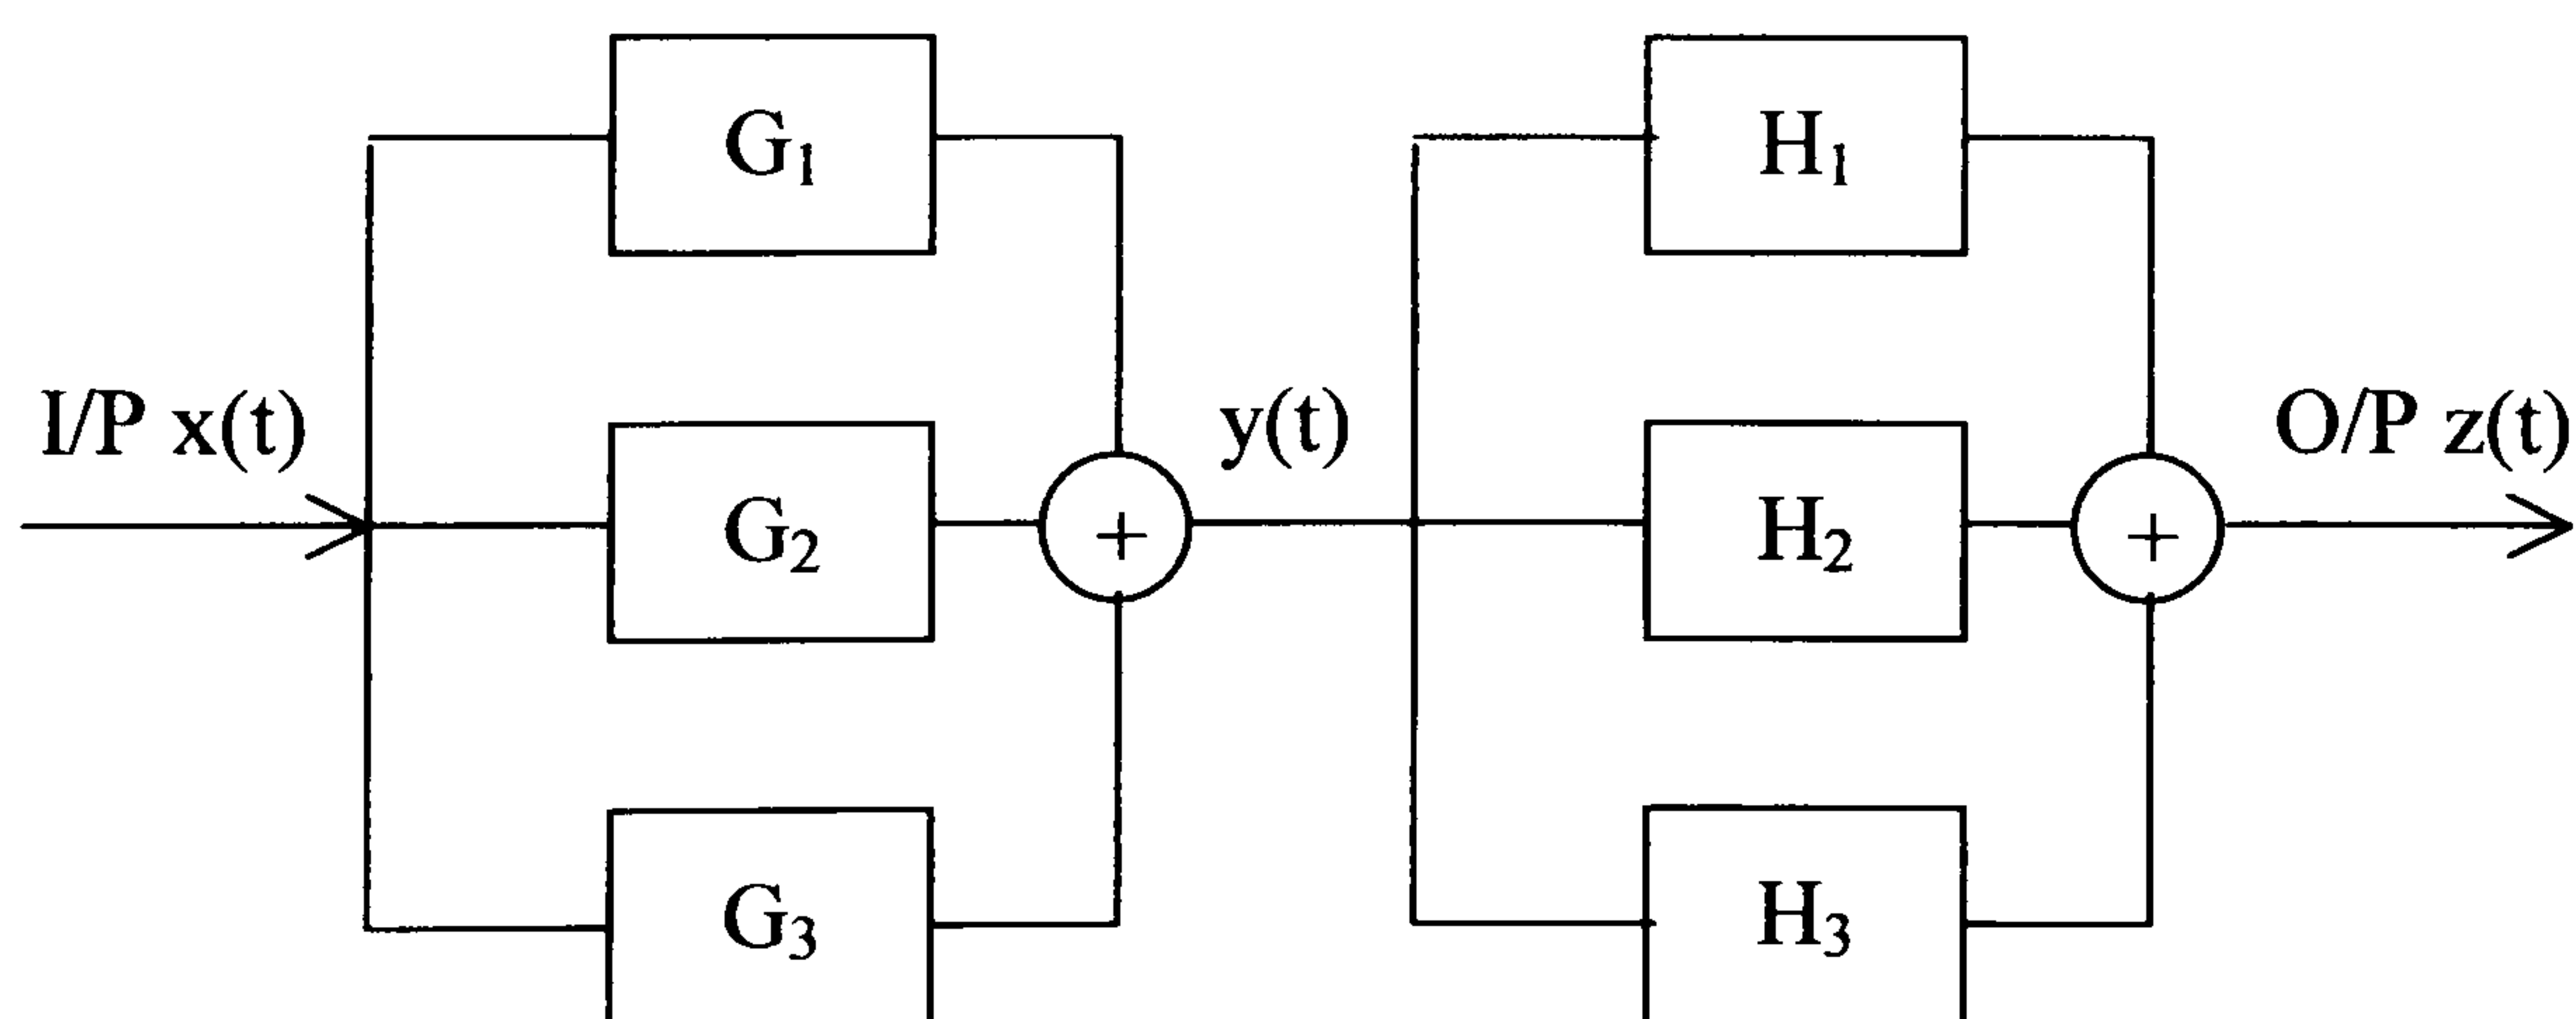 G₁
H₁
I/P x(t)
y(t)
O/P z(t)
G₂
+
H₂
+
G₃
H₃